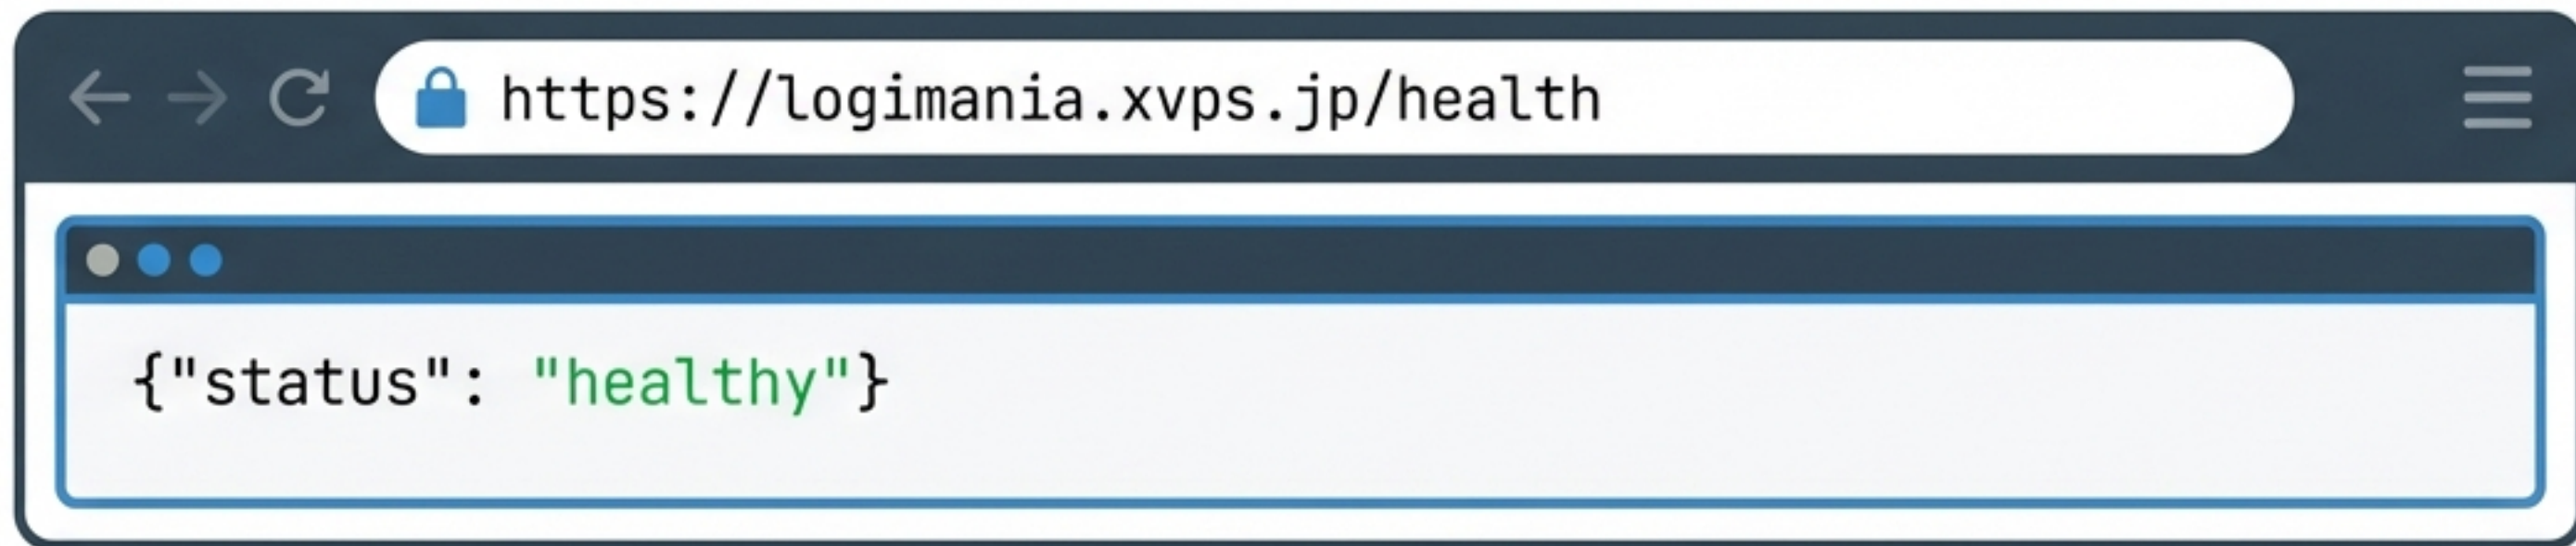 https://logimania.xvps.jp/health
{"status": "healthy"}